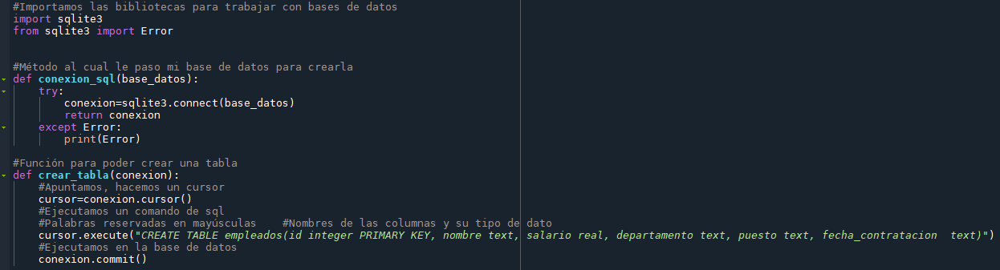 #Importamos las bibliotecas para trabajar con bases de datos
import sqlite3
from sqlite3 import Error
#Método al cual le paso mi base de datos para crearla
def conexion_sql(base_datos):
    try:
        conexion=sqlite3.connect(base_datos)
        return conexion
    except Error:
        print(Error)
#Función para poder crear una tabla
def crear_tabla(conexion):
    #Apuntamos, hacemos un cursor
    cursor=conexion.cursor()
    #Ejecutamos un comando de sql
    #Palabras reservadas en mayúsculas    #Nombres de las columnas y su tipo de dato
    cursor.execute("CREATE TABLE empleados(id integer PRIMARY KEY, nombre text, salario real, departamento text, puesto text, fecha_contratacion  text)")
    #Ejecutamos en la base de datos
    conexion.commit()